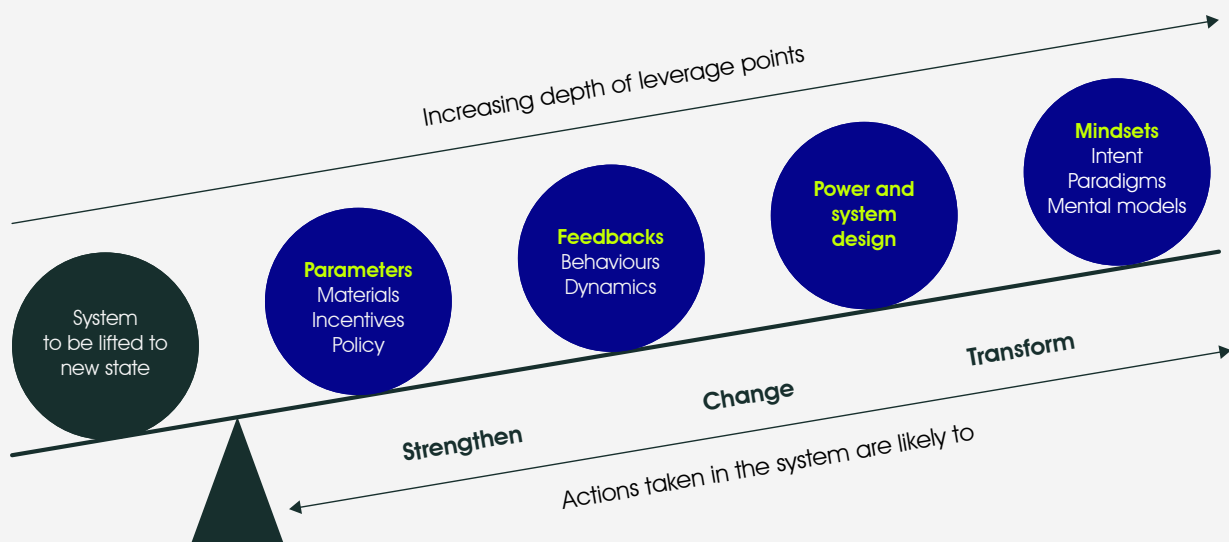 Increasing depth of leverage points
System
to be lifted to
new state
Parameters
Materials
Incentives
Policy
Feedbacks
Behaviours
Dynamics
Power and
system
design
Mindsets
Intent
Paradigms
Mental models
Strengthen
Change
Transform
Actions taken in the system are likely to